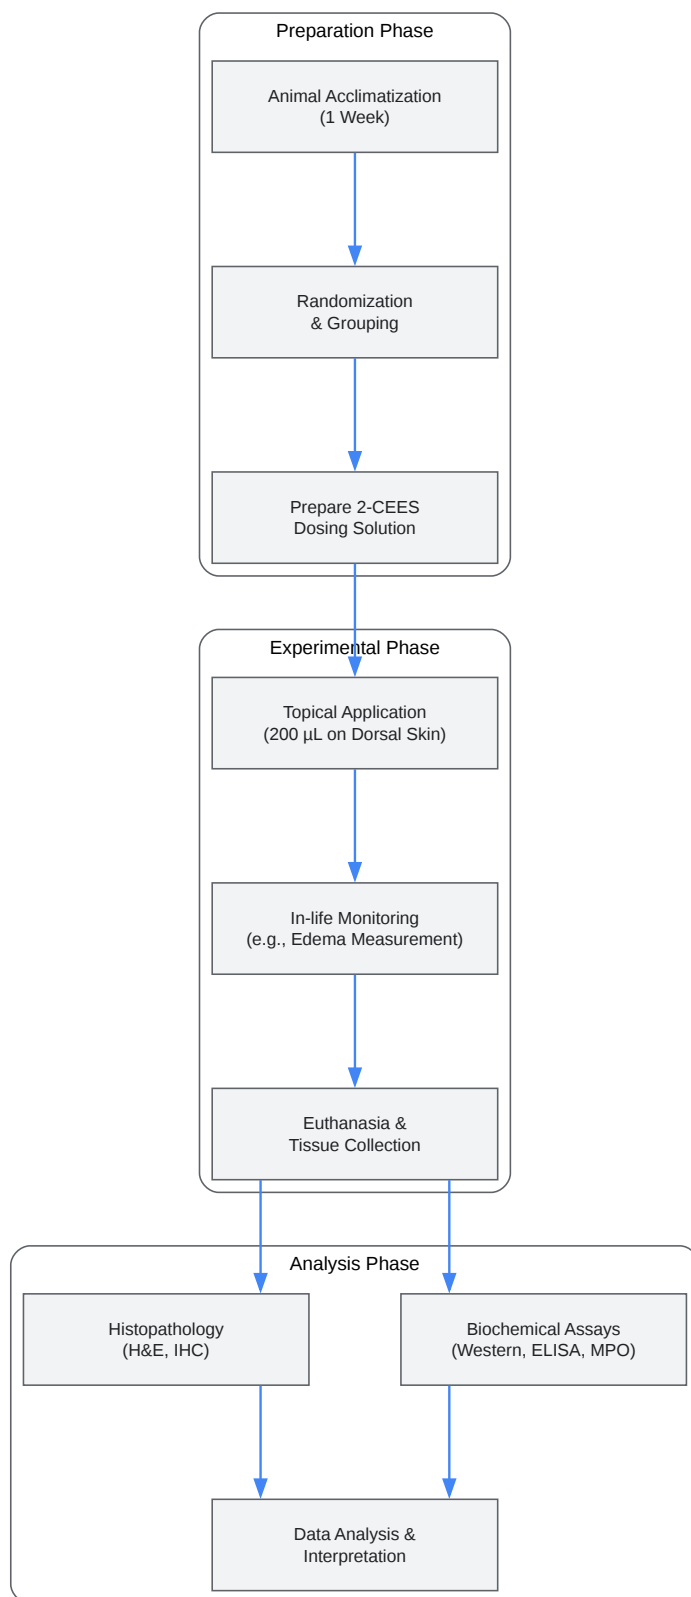 Preparation Phase
Animal Acclimatization
(1 Week)
Randomization
& Grouping
Prepare 2-CEES
Dosing Solution
Experimental Phase
Topical Application
(200 µL on Dorsal Skin)
In-life Monitoring
(e.g., Edema Measurement)
Euthanasia &
Tissue Collection
Analysis Phase
Histopathology
(H&E, IHC)
Biochemical Assays
(Western, ELISA, MPO)
Data Analysis &
Interpretation